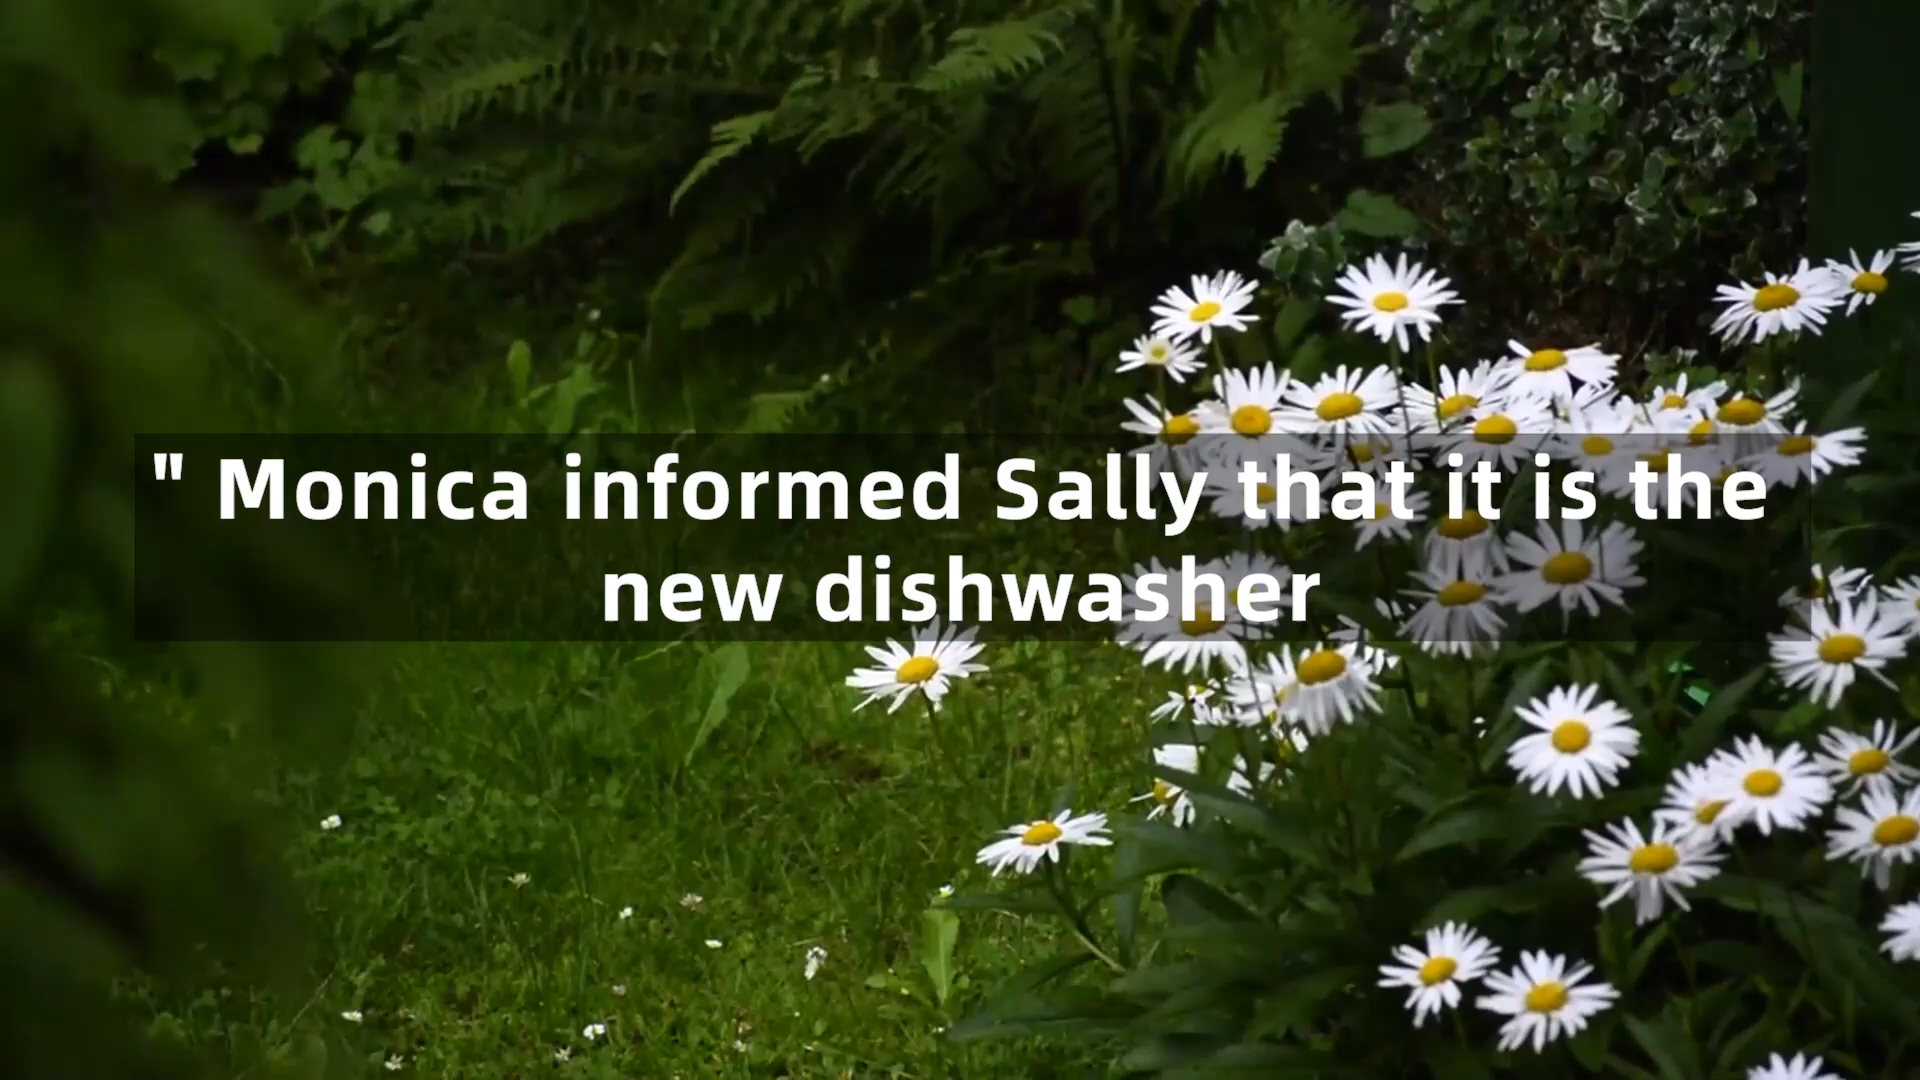 " Monica informed Sally that it is the
new dishwasher